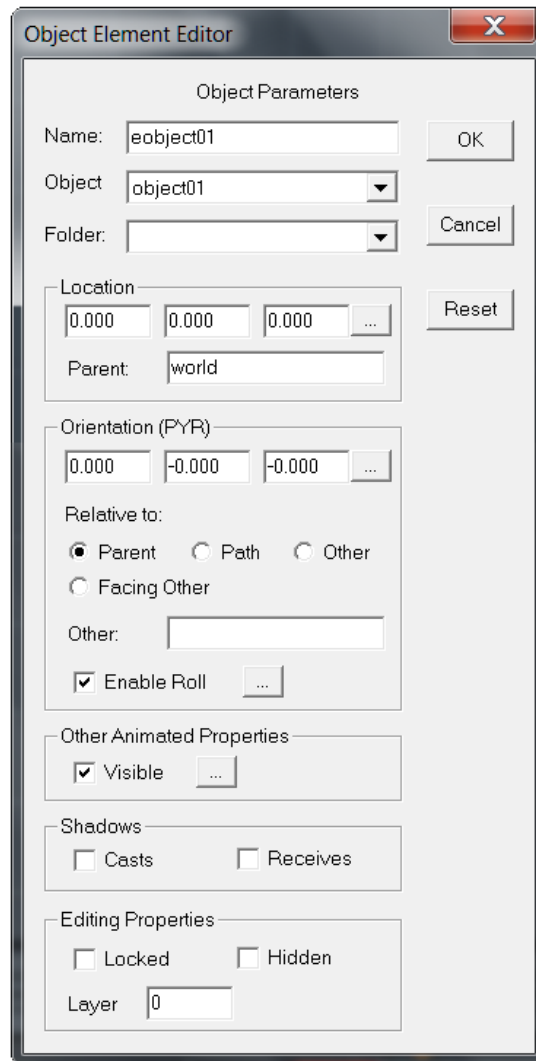 Object Element Editor
X
Object Parameters
Name: eobject01 OK
Object object01
Folder: Cancel
Location
0.000 0.000 0.000 ... Reset
Parent: world
Orientation (PYR)
0.000 -0.000 -0.000 ...
Relative to:
Parent Path Other
Facing Other
Other:
Enable Roll ...
Other Animated Properties
Visible ...
Shadows
Casts Receives
Editing Properties
Locked Hidden
Layer 0